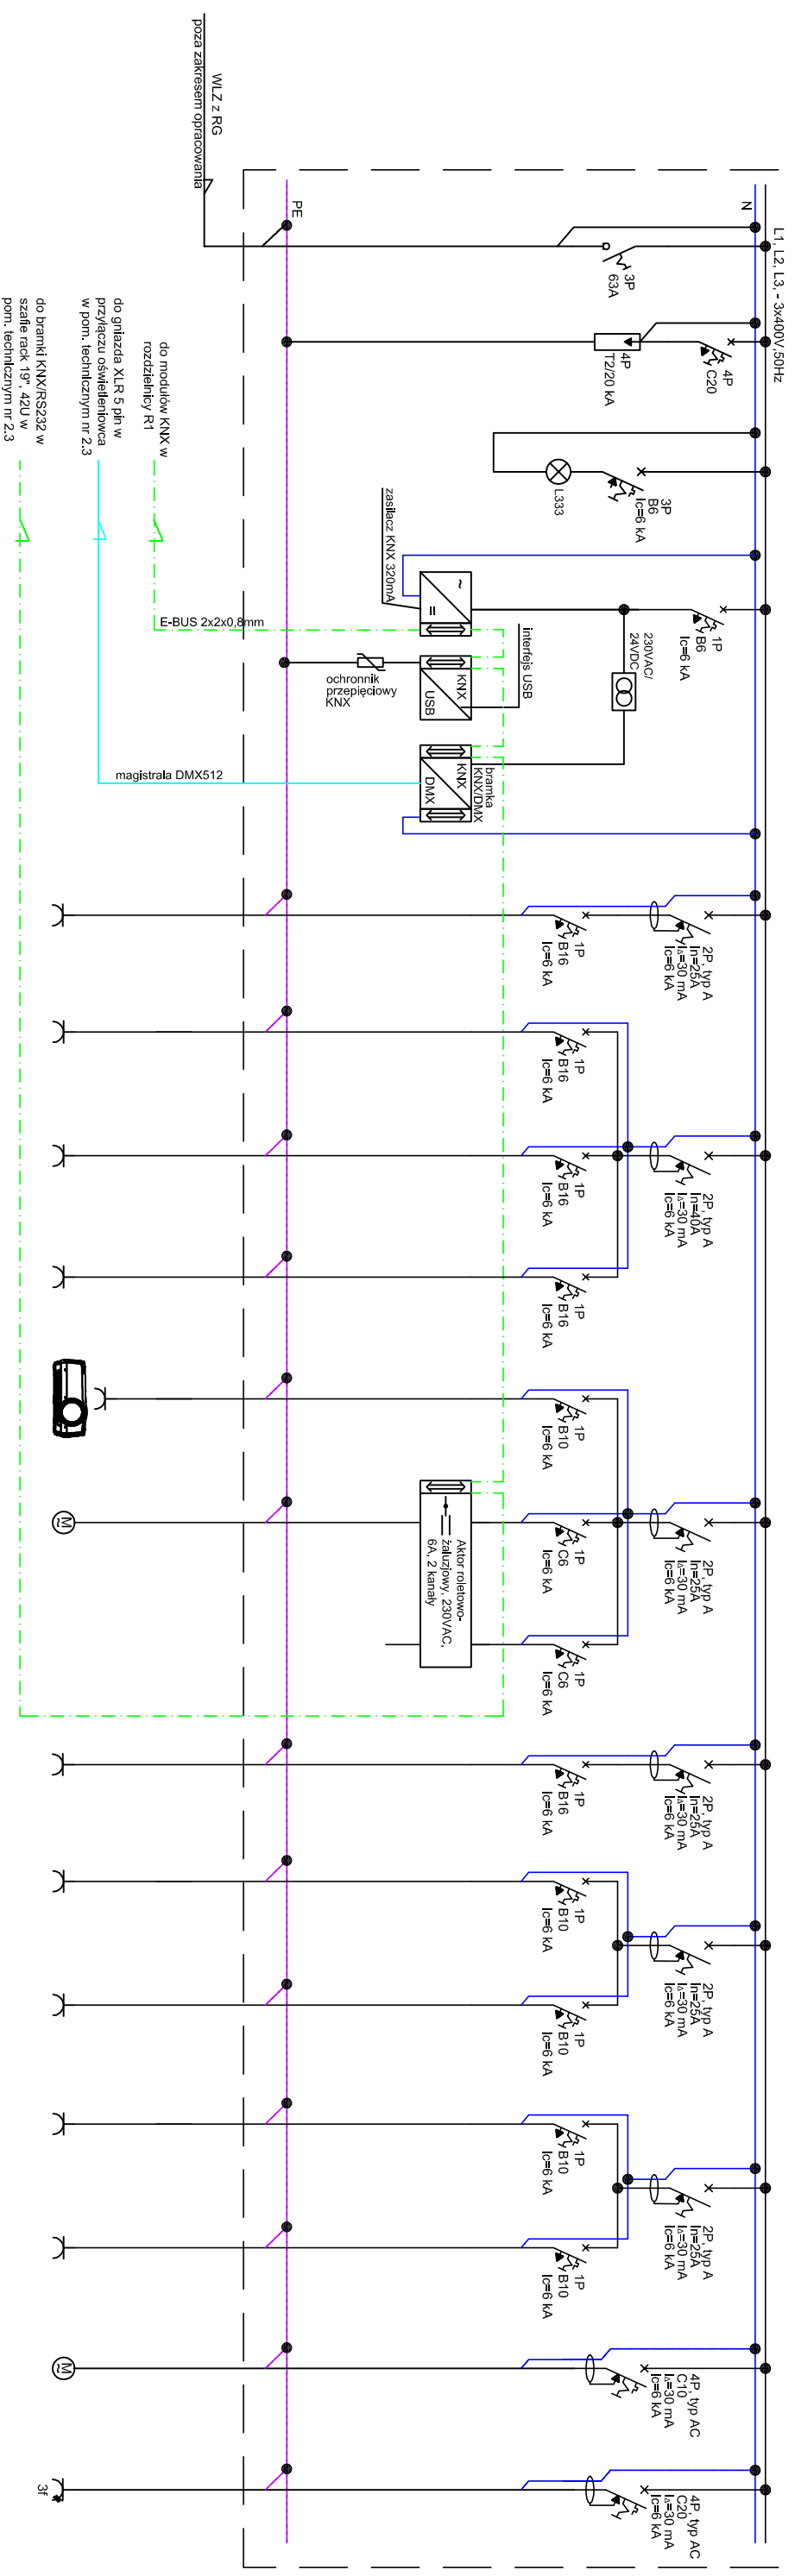 L1, L2, L3, - 3x400V,50Hz
N
PE
WLZ z RG
poza zakresem opracowania
3P
63A
4P
C20
4P
T2/20 kA
3P
B6
Ic=6 kA
L333
1P
B6
Ic=6 kA
230VAC/
24VDC
zasilacz KNX 320mA
~
=
interfejs USB
KNX
USB
ochronnik
przepięciowy
KNX
bramka
KNX/DMX
KNX
DMX
E-BUS 2x2x0,8mm
magistrala DMX512
do modułów KNX w
rozdzielnicy R1
do gniazda XLR 5 pin w
przyłączu oświetleniowca
w pom. technicznym nr 2.3
do bramki KNX/RS232 w
szafie rack 19", 42U w
pom. technicznym nr 2.3
2P, typ A
In=25A
I∆=30 mA
Ic=6 kA
1P
B16
Ic=6 kA
2P, typ A
In=40A
I∆=30 mA
Ic=6 kA
1P
B16
Ic=6 kA
1P
B16
Ic=6 kA
1P
B16
Ic=6 kA
2P, typ A
In=25A
I∆=30 mA
Ic=6 kA
1P
B10
Ic=6 kA
1P
C6
Ic=6 kA
1P
C6
Ic=6 kA
Aktor roletowo-
żaluzjowy, 230VAC,
6A, 2 kanały
M
~
2P, typ A
In=25A
I∆=30 mA
Ic=6 kA
1P
B16
Ic=6 kA
2P, typ A
In=25A
I∆=30 mA
Ic=6 kA
1P
B10
Ic=6 kA
1P
B10
Ic=6 kA
2P, typ A
In=25A
I∆=30 mA
Ic=6 kA
1P
B10
Ic=6 kA
1P
B10
Ic=6 kA
4P, typ AC
C10
I∆=30 mA
Ic=6 kA
M
~
4P, typ AC
C20
I∆=30 mA
Ic=6 kA
3f